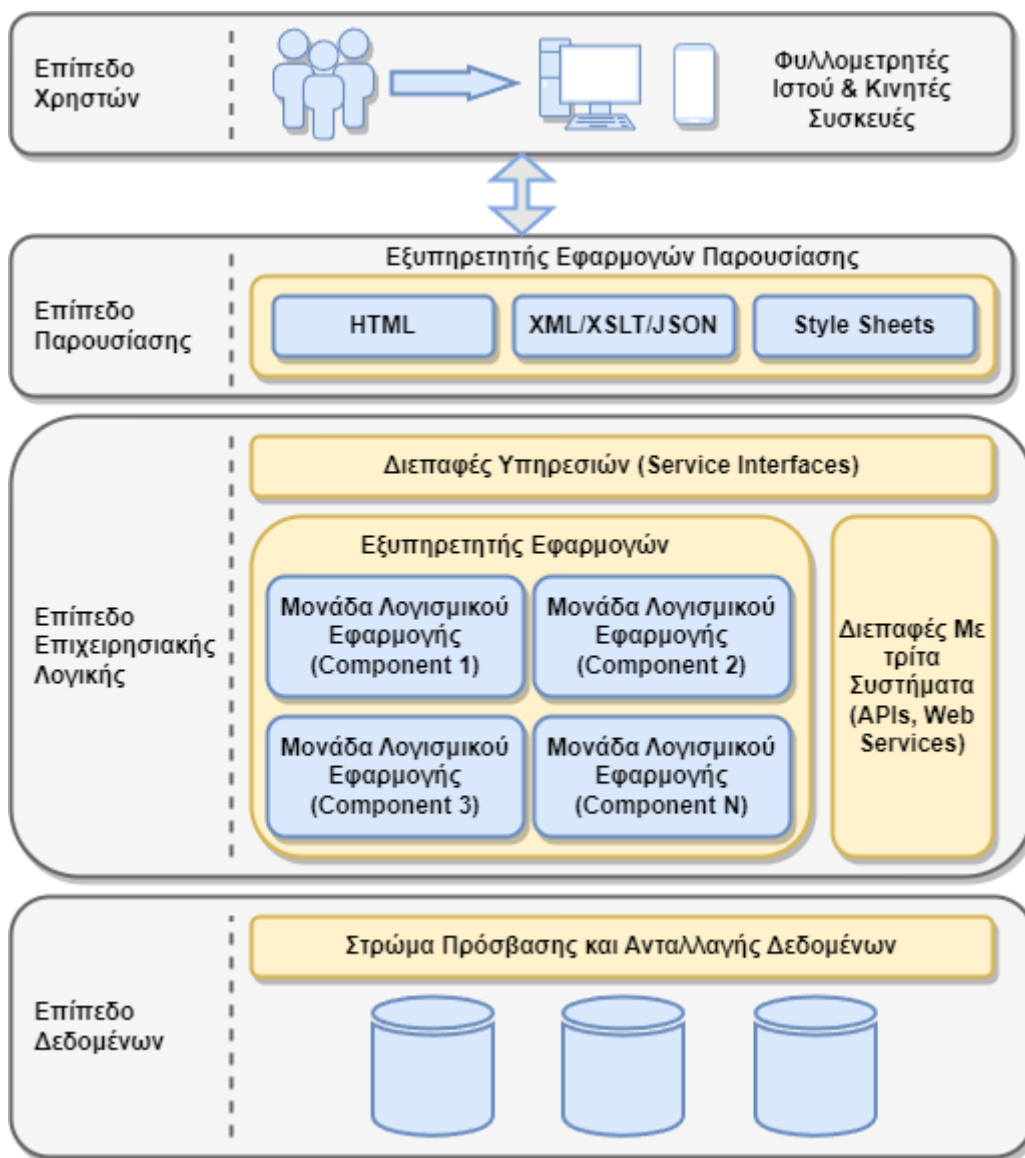 Επίπεδο
Χρηστών
Φυλλομετρητές
Ιστού & Κινητές
Συσκευές
Επίπεδο
Παρουσίασης
Εξυπηρετητής Εφαρμογών Παρουσίασης
HTML
XML/XSLT/JSON
Style Sheets
Επίπεδο
Επιχειρησιακής
Λογικής
Διεπαφές Υπηρεσιών (Service Interfaces)
Εξυπηρετητής Εφαρμογών
Μονάδα Λογισμικού
Εφαρμογής
(Component 1)
Μονάδα Λογισμικού
Εφαρμογής
(Component 2)
Μονάδα Λογισμικού
Εφαρμογής
(Component 3)
Μονάδα Λογισμικού
Εφαρμογής
(Component N)
Διεπαφές Με
τρίτα
Συστήματα
(APIs, Web
Services)
Επίπεδο
Δεδομένων
Στρώμα Πρόσβασης και Ανταλλαγής Δεδομένων